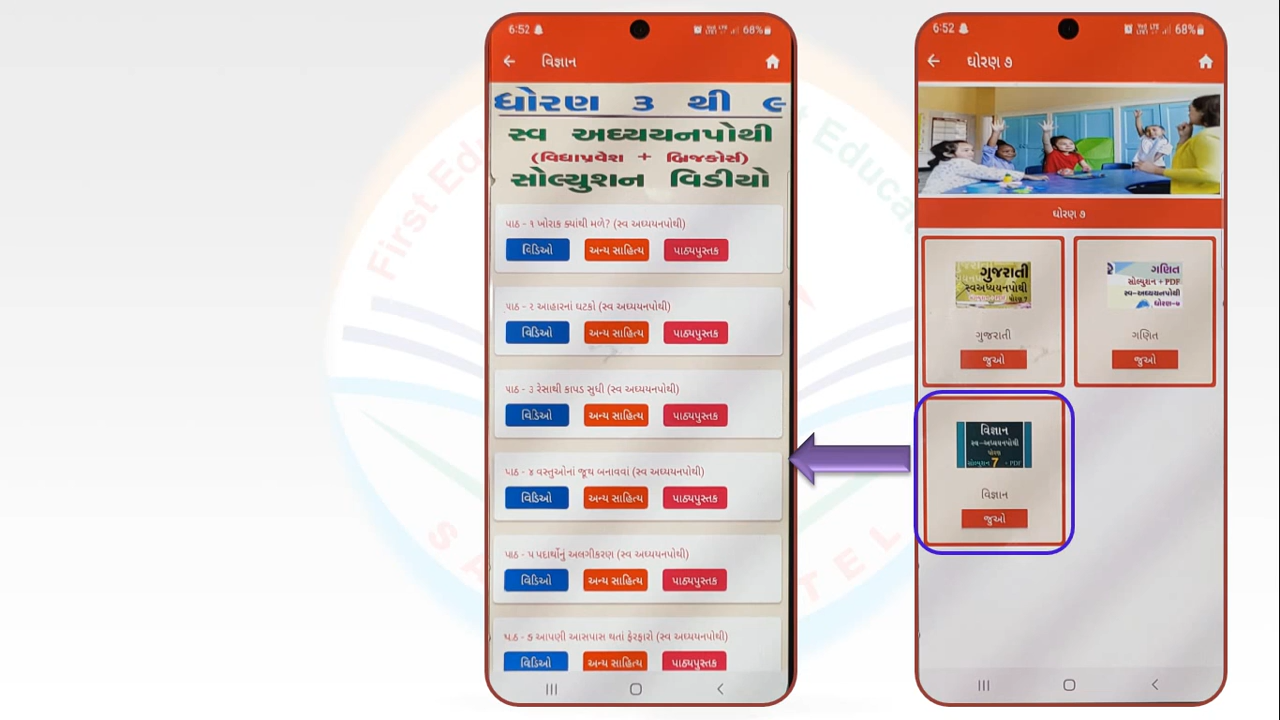 6:52
68%
વિજ્ઞાન
ધોરણ ૩ થી ૯
સ્વ અધ્યયનપોથી
(વિદ્યાપ્રવેશ + બ્રિજકોર્સ)
સોલ્યુશન વિડીયો
પાઠ - ૧ ખોરાક ક્યાંથી મળે? (સ્વ અધ્યયનપોથી)
વિડિઓ અન્ય સાહિત્ય પાઠ્યપુસ્તક
પાઠ - ૨ આહારનાં ઘટકો (સ્વ અધ્યયનપોથી)
વિડિઓ અન્ય સાહિત્ય પાઠ્યપુસ્તક
પાઠ - ૩ રેસાથી કાપડ સુધી (સ્વ અધ્યયનપોથી)
વિડિઓ અન્ય સાહિત્ય પાઠ્યપુસ્તક
પાઠ - ૪ વસ્તુઓનાં જૂથ બનાવવાં (સ્વ અધ્યયનપોથી)
વિડિઓ અન્ય સાહિત્ય પાઠ્યપુસ્તક
પાઠ - ૫ પદાર્થોનું અલગીકરણ (સ્વ અધ્યયનપોથી)
વિડિઓ અન્ય સાહિત્ય પાઠ્યપુસ્તક
પાઠ - ૬ આપણી આસપાસ થતાં ફેરફારો (સ્વ અધ્યયનપોથી)
વિડિઓ અન્ય સાહિત્ય પાઠ્યપુસ્તક
6:52
68%
ધોરણ ૭
ધોરણ ૭
ગુજરાતી
સ્વઅધ્યયનપોથી
ગુજરાતી
જુઓ
ગણિત
સોલ્યુશન + PDF
સ્વ-અધ્યયનપોથી
ધોરણ-૭
ગણિત
જુઓ
વિજ્ઞાન
સ્વ-અધ્યયનપોથી
ધોરણ
સોલ્યુશન 7 + PDF
વિજ્ઞાન
જુઓ